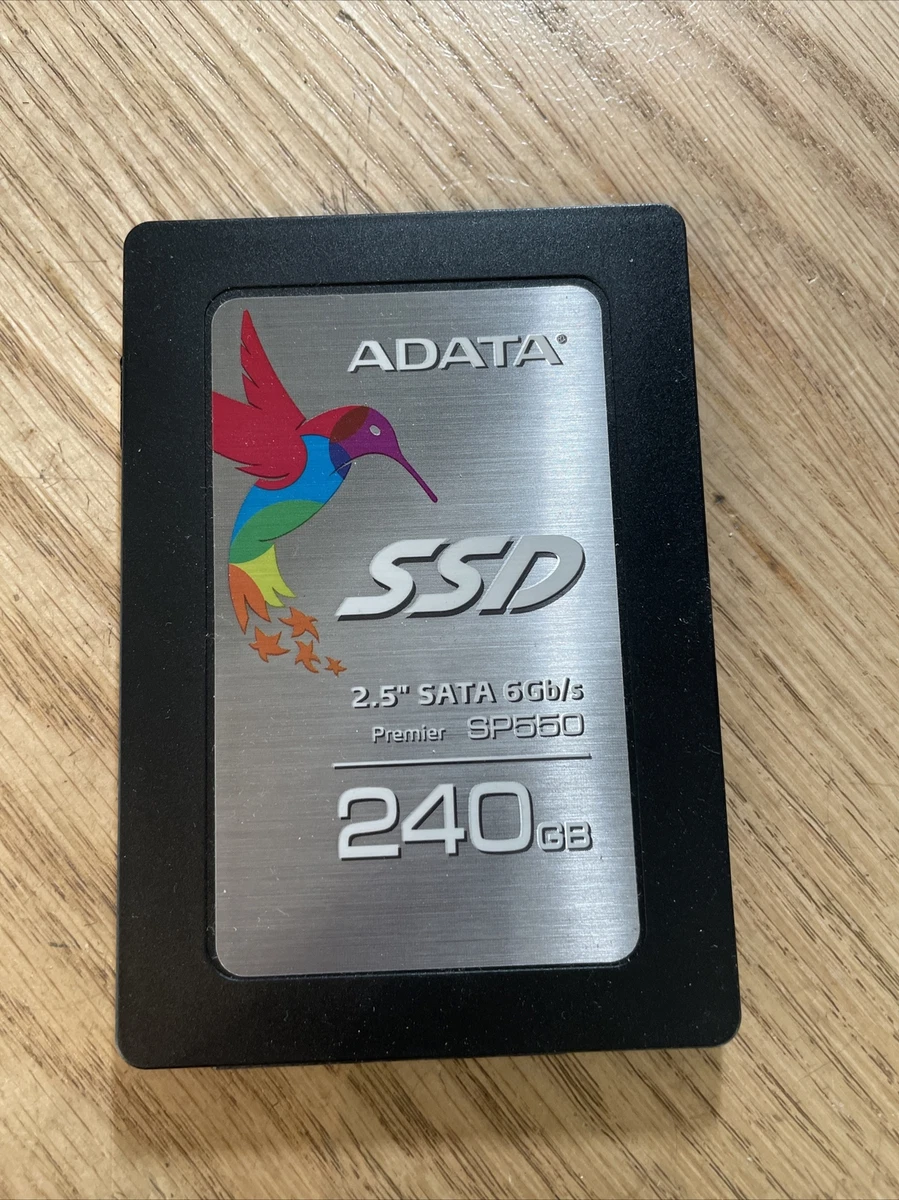 ADATA®
SSD
2.5" SATA 6Gb/s
Premier SP550
240GB